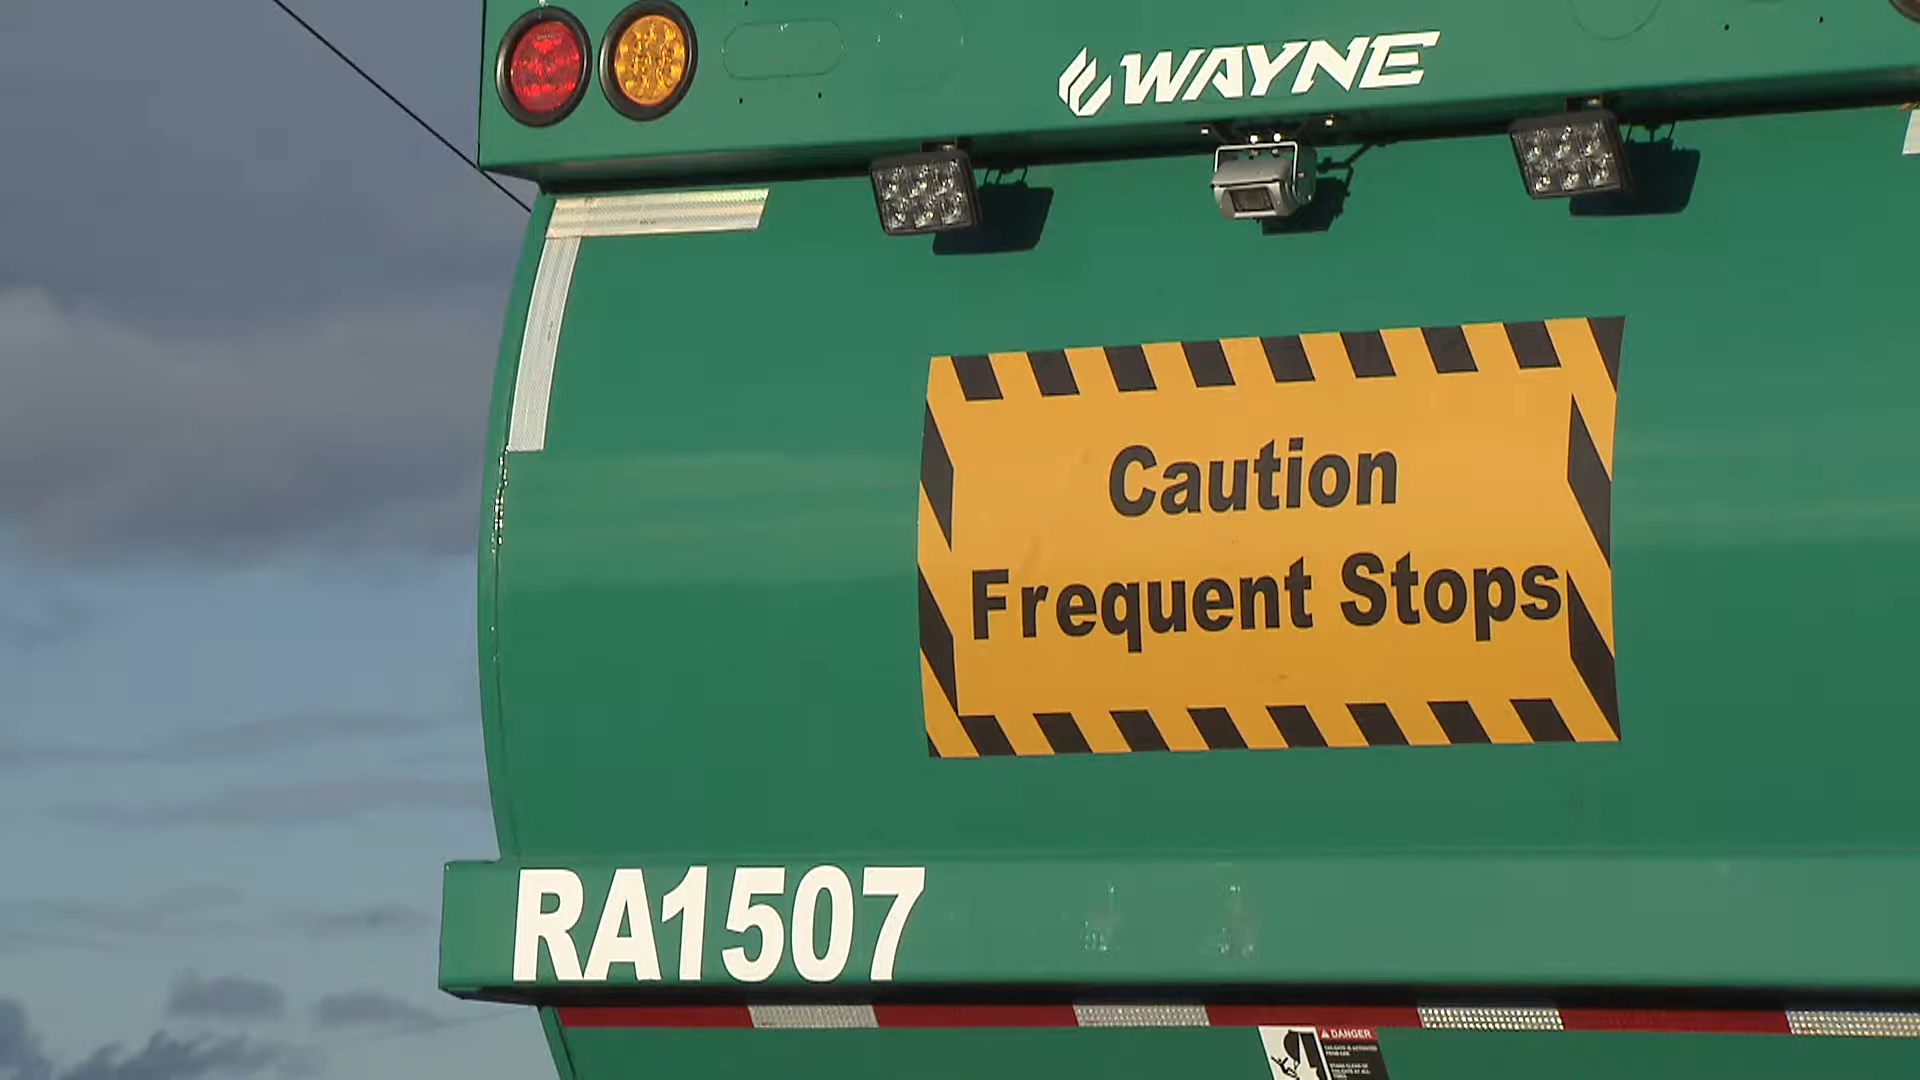 WAYNE
Caution
Frequent Stops
RA1507
DANGER